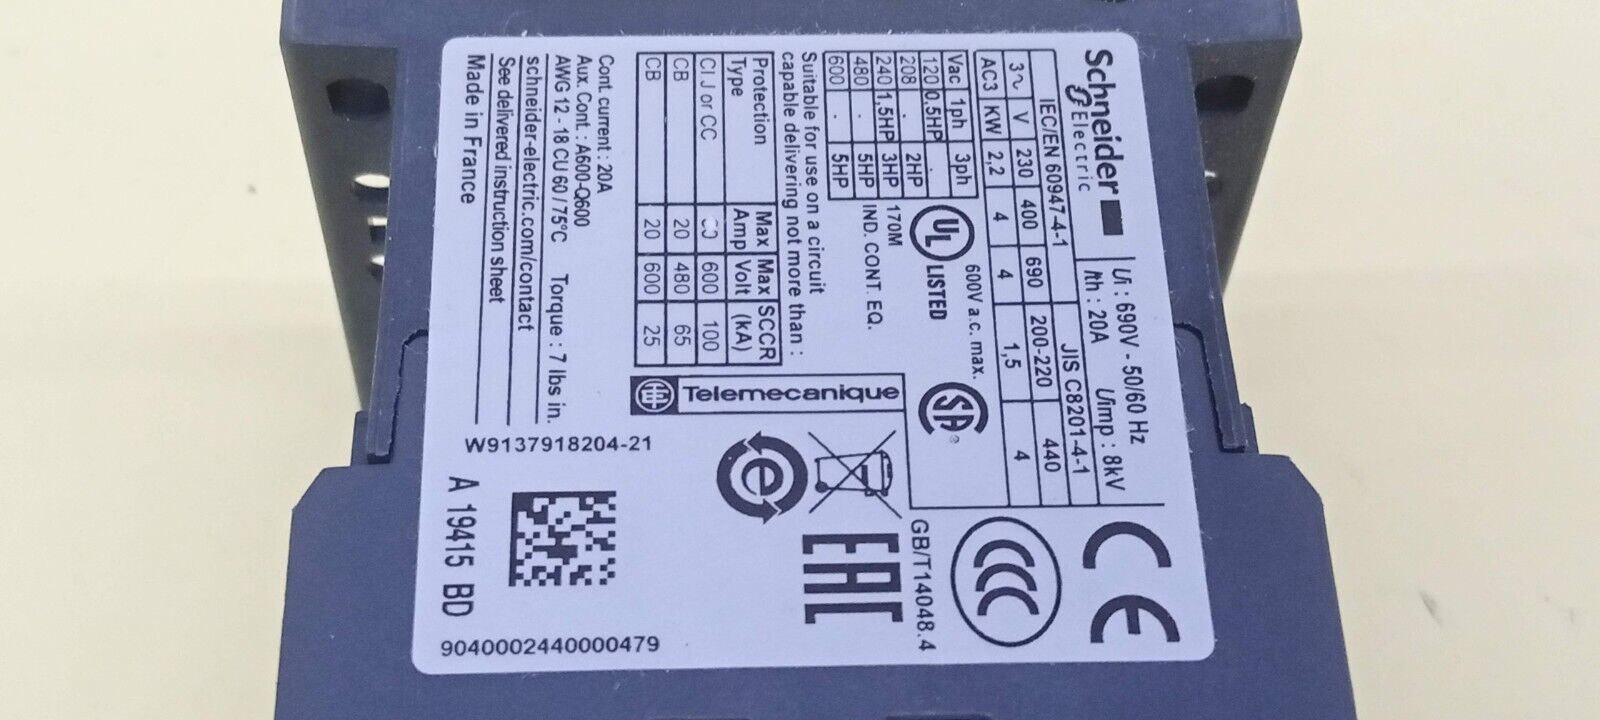 Schneider
Electric
Ui : 690V - 50/60 Hz
Ith : 20A Uimp : 8kV
IEC/EN 60947-4-1 JIS C8201-4-1
3~ V 230 400 690 200-220 440
AC3 KW 2,2 4 4 1,5 4
Vac 1ph 3ph
120 0,5HP .
208 . 2HP
240 1,5HP 3HP
480 . 5HP
600 . 5HP
UL
LISTED
600V a.c. max.
170M
IND. CONT. EQ.
SA ®
Suitable for use on a circuit
capable delivering not more than :
Protection Type Max Amp Max Volt SCCR (kA)
Cl J or CC 600 100
CB 20 480 65
CB 20 600 25
Telemecanique
Cont. current : 20A
Aux. Cont. : A600-Q600
AWG 12 - 18 CU 60 / 75°C Torque : 7 lbs in.
schneider-electric.com/contact
See delivered instruction sheet
Made in France
W9137918204-21
CE
CCC
GB/T14048.4
EAC
e
A 19415 BD
9040002440000479